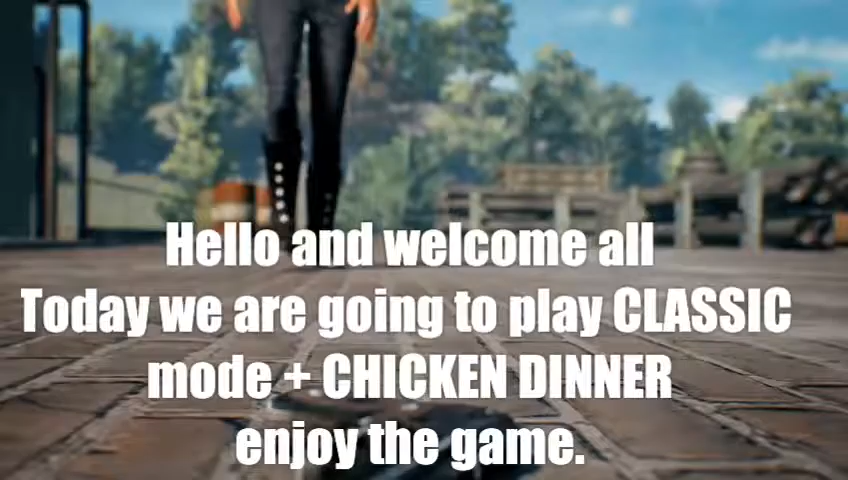 Hello and welcome all
Today we are going to play CLASSIC
mode + CHICKEN DINNER
enjoy the game.